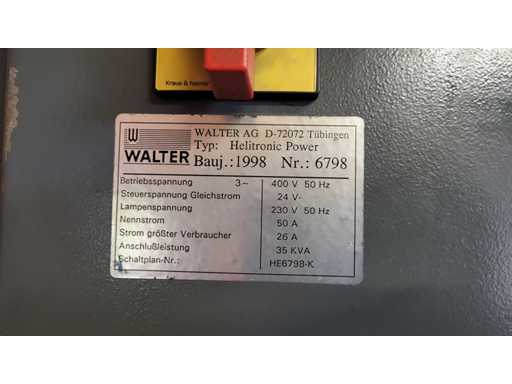 Kraus & Naimer
WALTER AG D-72072 Tübingen
Typ: Helitronic Power
WALTER
Bauj.:1998 Nr.: 6798
Betriebsspannung 3~ 400 V 50 Hz
Steuerspannung Gleichstrom 24 V-
Lampenspannung 230 V 50 Hz
Nennstrom 50 A
Strom größter Verbraucher 26 A
Anschlußleistung 35 KVA
Schaltplan-Nr.: HE6798-K